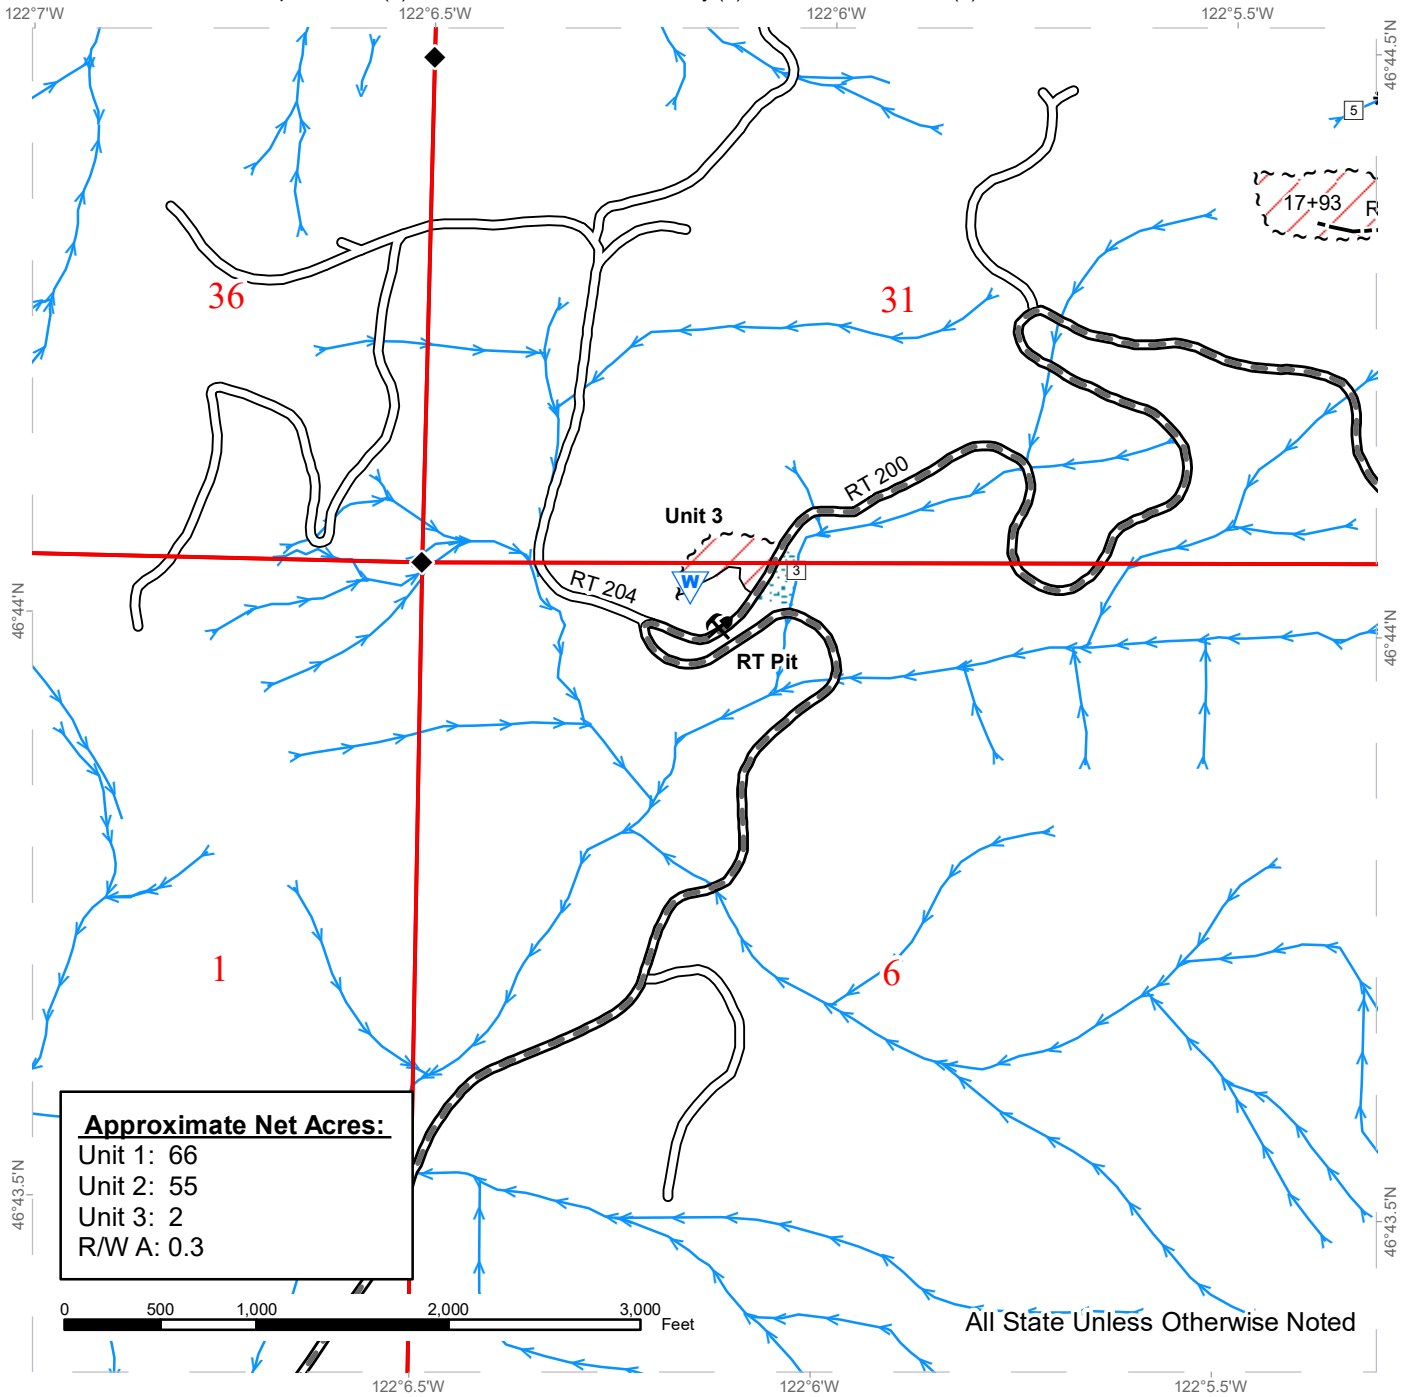 122°7'W
122°6.5'W
122°6'W
122°5.5'W
46°44.5'N
5
17+93
R
36
31
RT 200
Unit 3
3
W
RT 204
RT Pit
46°44'N
46°44'N
1
6
Approximate Net Acres:
Unit 1: 66
Unit 2: 55
Unit 3: 2
R/W A: 0.3
46°43.5'N
46°43.5'N
0 500 1,000 2,000 3,000
Feet
All State Unless Otherwise Noted
122°6.5'W
122°6'W
122°5.5'W